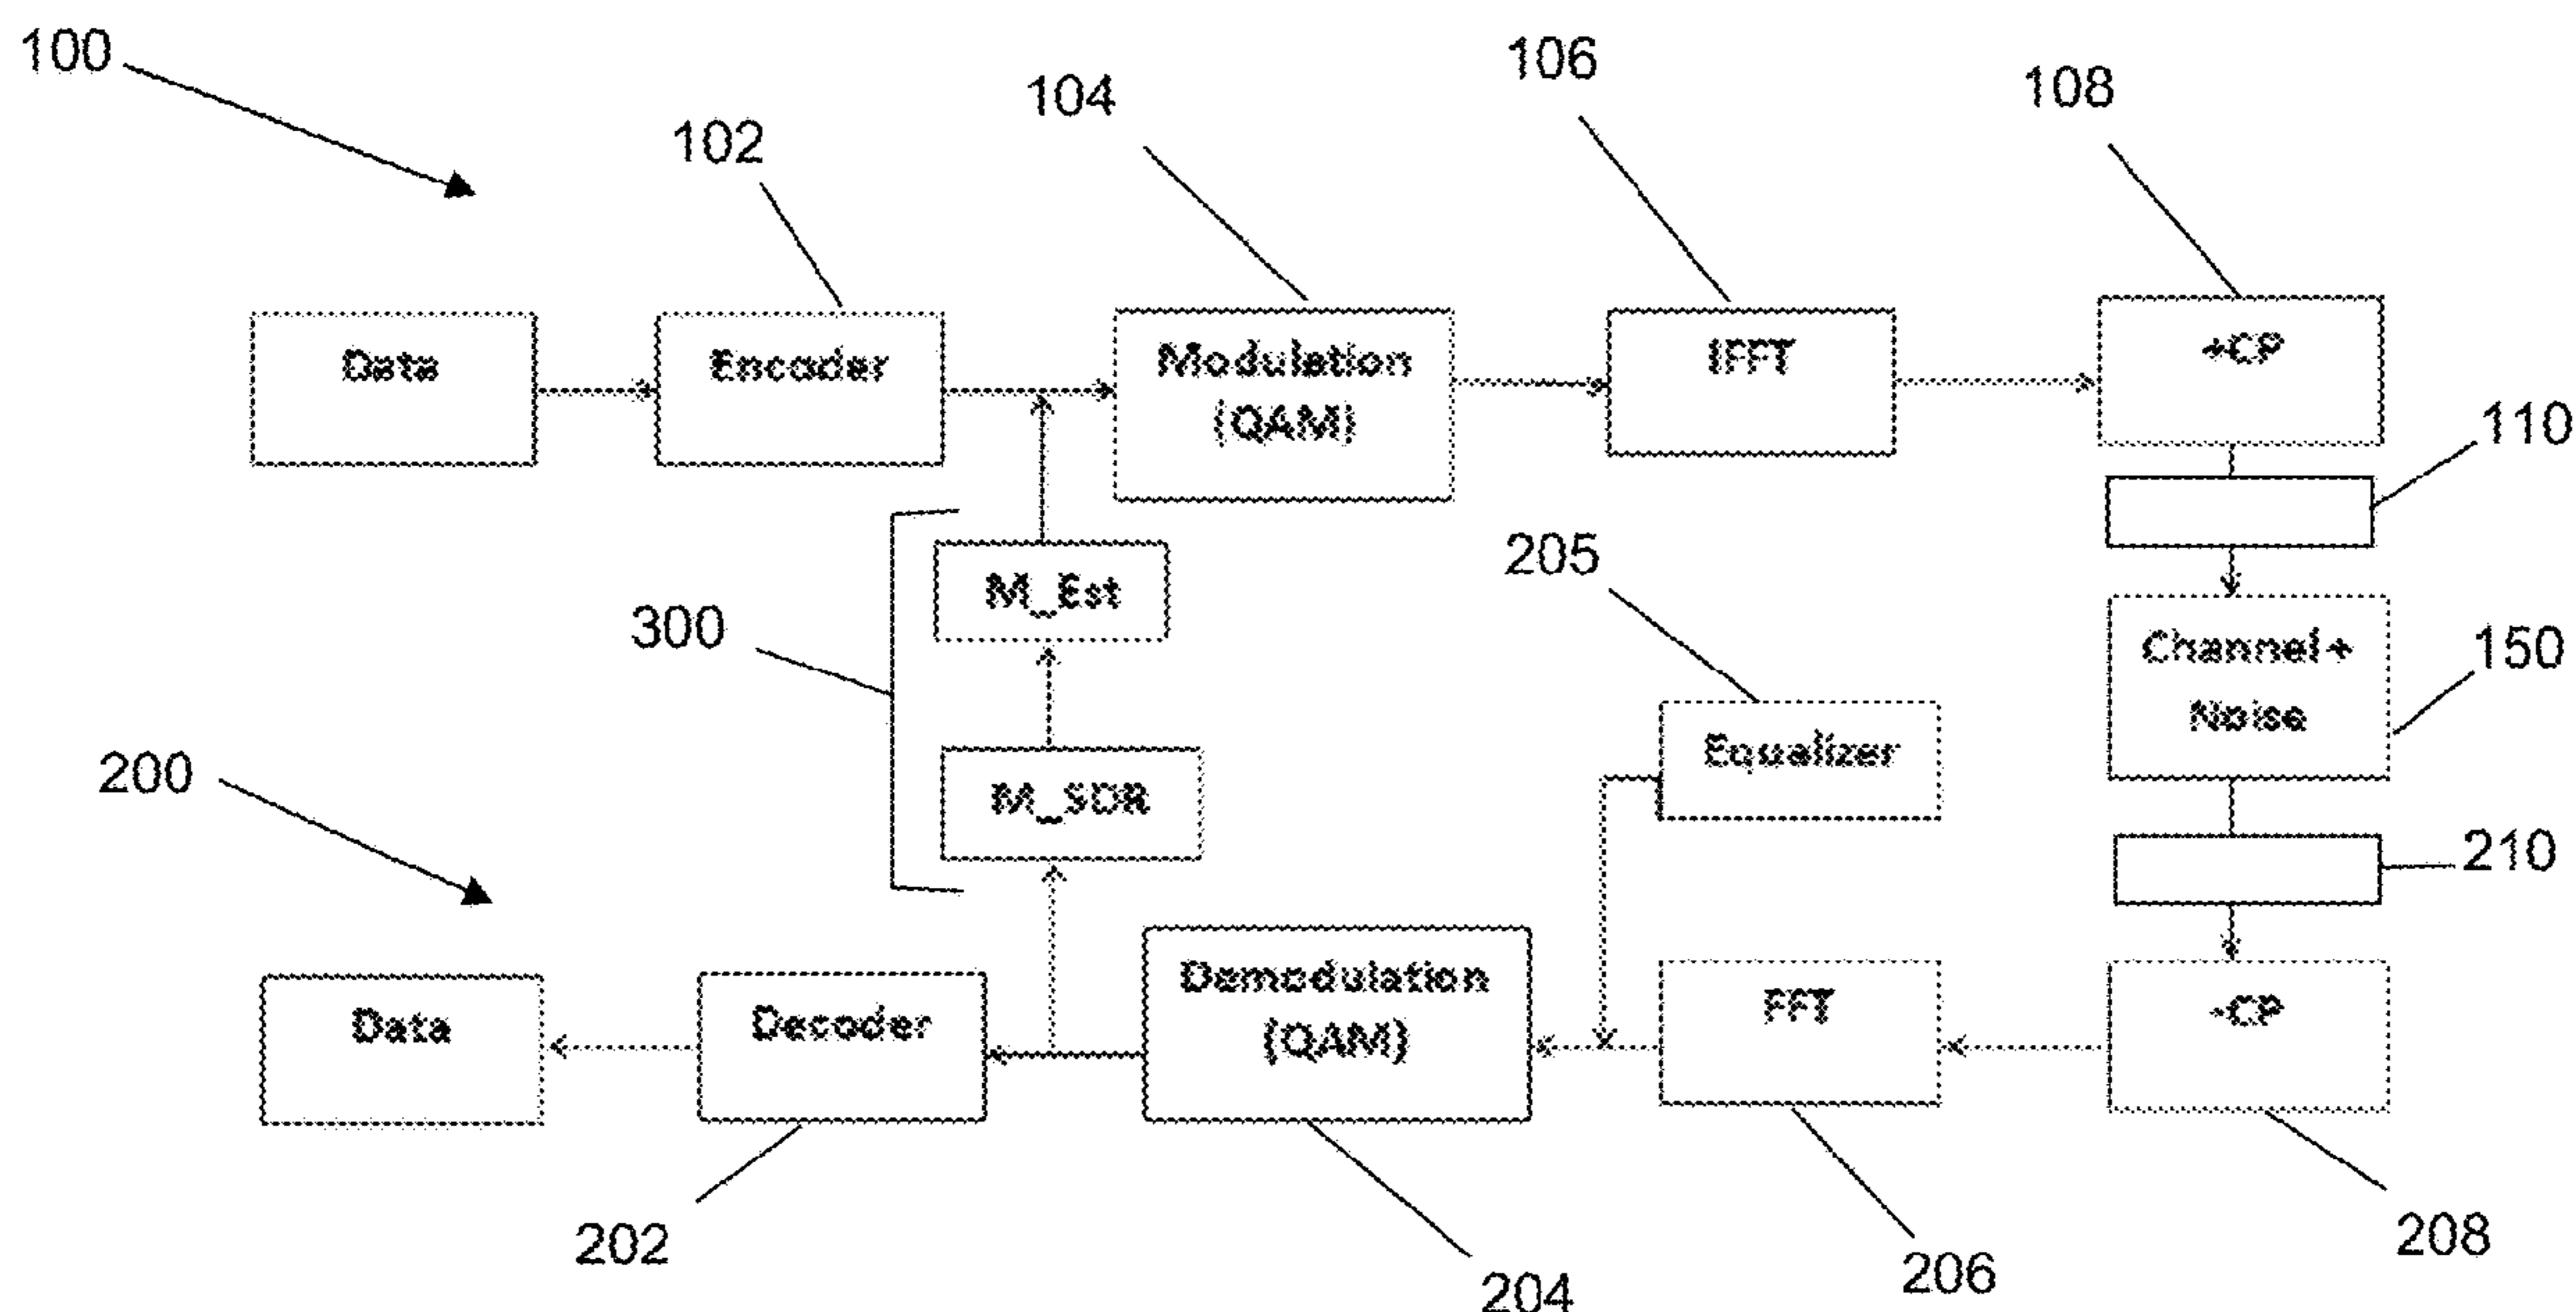 100
102
104
106
108
Data
Encoder
Modulation
(QAM)
IFFT
+CP
110
M_Est
205
Channel+
Noise
150
300
Equalizer
M_SDR
200
210
Data
Decoder
Demodulation
(QAM)
FFT
-CP
202
204
206
208